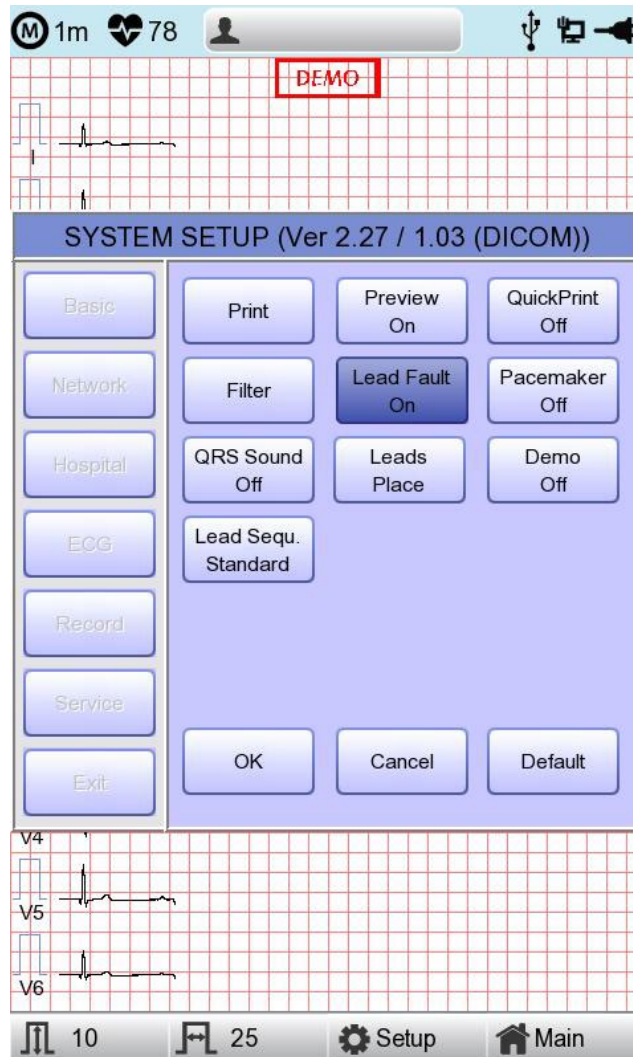 M 1m 78
DEMO
I
SYSTEM SETUP (Ver 2.27 / 1.03 (DICOM))
Basic
Network
Hospital
ECG
Record
Service
Exit
Print
Preview
On
QuickPrint
Off
Filter
Lead Fault
On
Pacemaker
Off
QRS Sound
Off
Leads
Place
Demo
Off
Lead Sequ.
Standard
OK
Cancel
Default
V4
V5
V6
10
25
Setup
Main